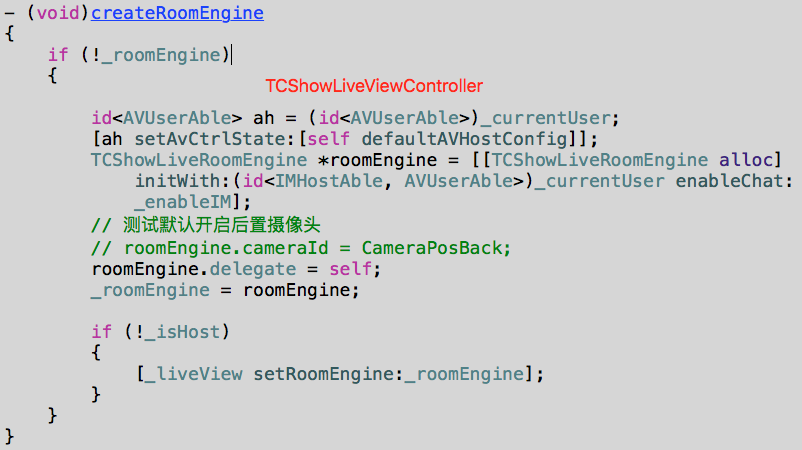 - (void)createRoomEngine
{
    if (!_roomEngine)
    {
TCShowLiveViewController
        id<AVUserAble> ah = (id<AVUserAble>)_currentUser;
        [ah setAvCtrlState:[self defaultAVHostConfig]];
        TCShowLiveRoomEngine *roomEngine = [[TCShowLiveRoomEngine alloc]
            initWith:(id<IMHostAble, AVUserAble>)_currentUser enableChat:
            _enableIM];
        // 测试默认开启后置摄像头
        // roomEngine.cameraId = CameraPosBack;
        roomEngine.delegate = self;
        _roomEngine = roomEngine;
        if (!_isHost)
        {
            [_liveView setRoomEngine:_roomEngine];
        }
    }
}